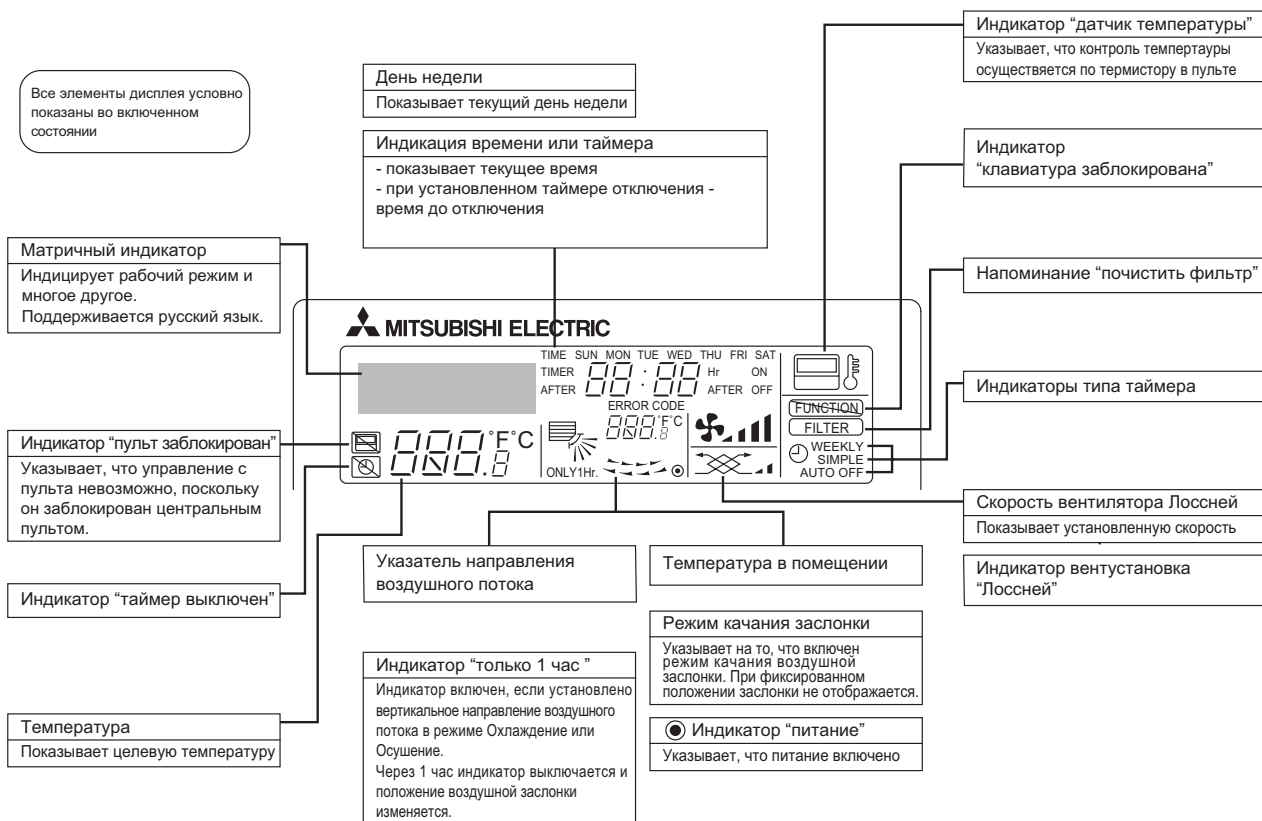 Все элементы дисплея условно
показаны во включенном
состоянии
День недели
Показывает текущий день недели
Индикация времени или таймера
- показывает текущее время
- при установленном таймере отключения -
время до отключения
Индикатор “датчик температуры”
Указывает, что контроль темпертауры
осуществяется по термистору в пульте
Индикатор
“клавиатура заблокирована”
Напоминание “почистить фильтр”
Индикаторы типа таймера
Скорость вентилятора Лоссней
Показывает установленную скорость
Индикатор вентустановка
“Лоссней”
Матричный индикатор
Индицирует рабочий режим и
многое другое.
Поддерживается русский язык.
Индикатор “пульт заблокирован”
Указывает, что управление с
пульта невозможно, поскольку
он заблокирован центральным
пультом.
Индикатор “таймер выключен”
Температура
Показывает целевую температуру
MITSUBISHI ELECTRIC
TIME SUN MON TUE WED THU FRI SAT
TIMER 88:88 Hr ON
AFTER AFTER OFF
ERROR CODE
888.8 °F°C
888.8 °F°C
ONLY1Hr.
FUNCTION
FILTER
WEEKLY
SIMPLE
AUTO OFF
Указатель направления
воздушного потока
Температура в помещении
Индикатор “только 1 час ”
Индикатор включен, если установлено
вертикальное направление воздушного
потока в режиме Охлаждение или
Осушение.
Через 1 час индикатор выключается и
положение воздушной заслонки
изменяется.
Режим качания заслонки
Указывает на то, что включен
режим качания воздушной
заслонки. При фиксированном
положении заслонки не отображается.
Индикатор “питание”
Указывает, что питание включено